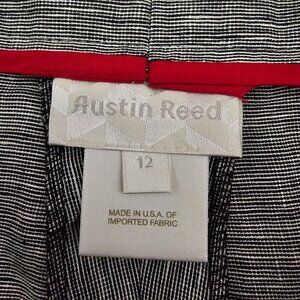 Austin Reed
12
MADE IN U.S.A. OF
IMPORTED FABRIC